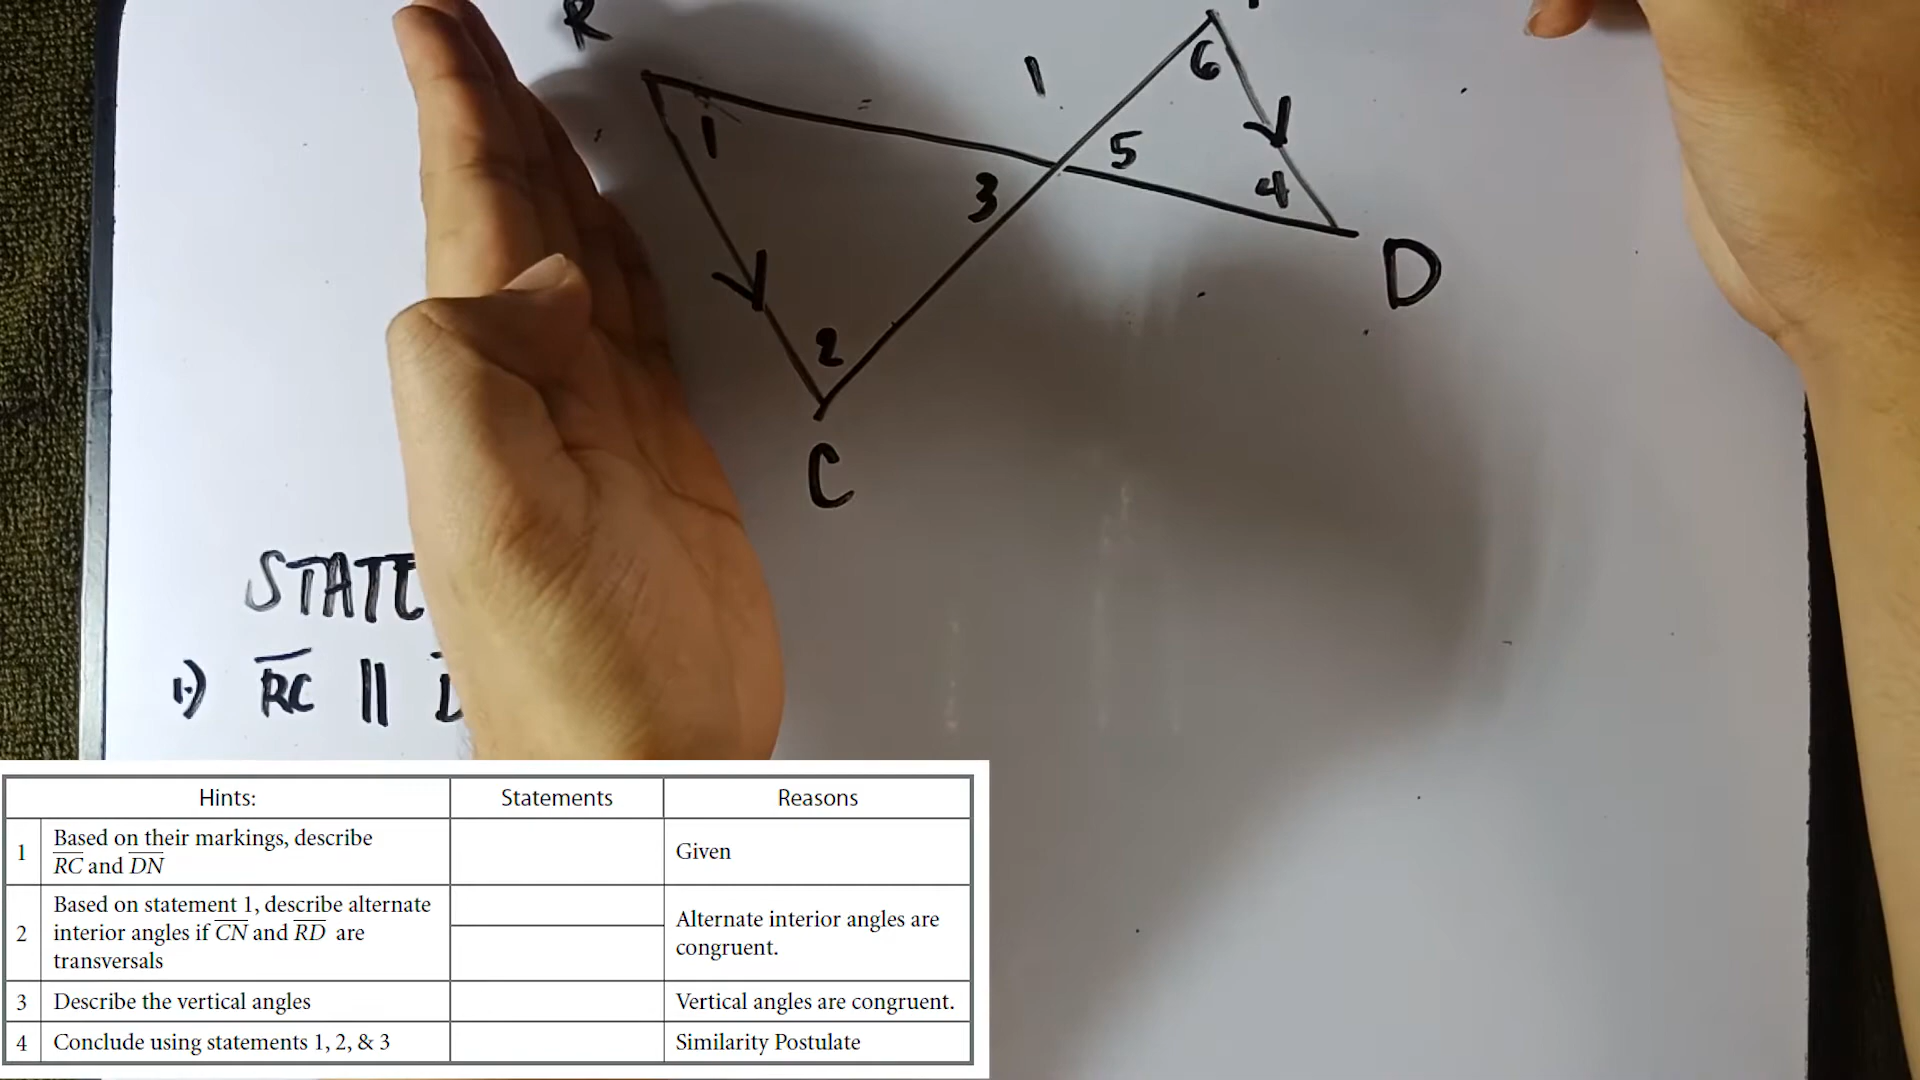 R
1
6
1
5
3
4
D
2
C
STATE
1.) RC ||
Hints: Statements Reasons
1 Based on their markings, describe RC and DN Given
2 Based on statement 1, describe alternate interior angles if CN and RD are transversals Alternate interior angles are congruent.
3 Describe the vertical angles Vertical angles are congruent.
4 Conclude using statements 1, 2, & 3 Similarity Postulate